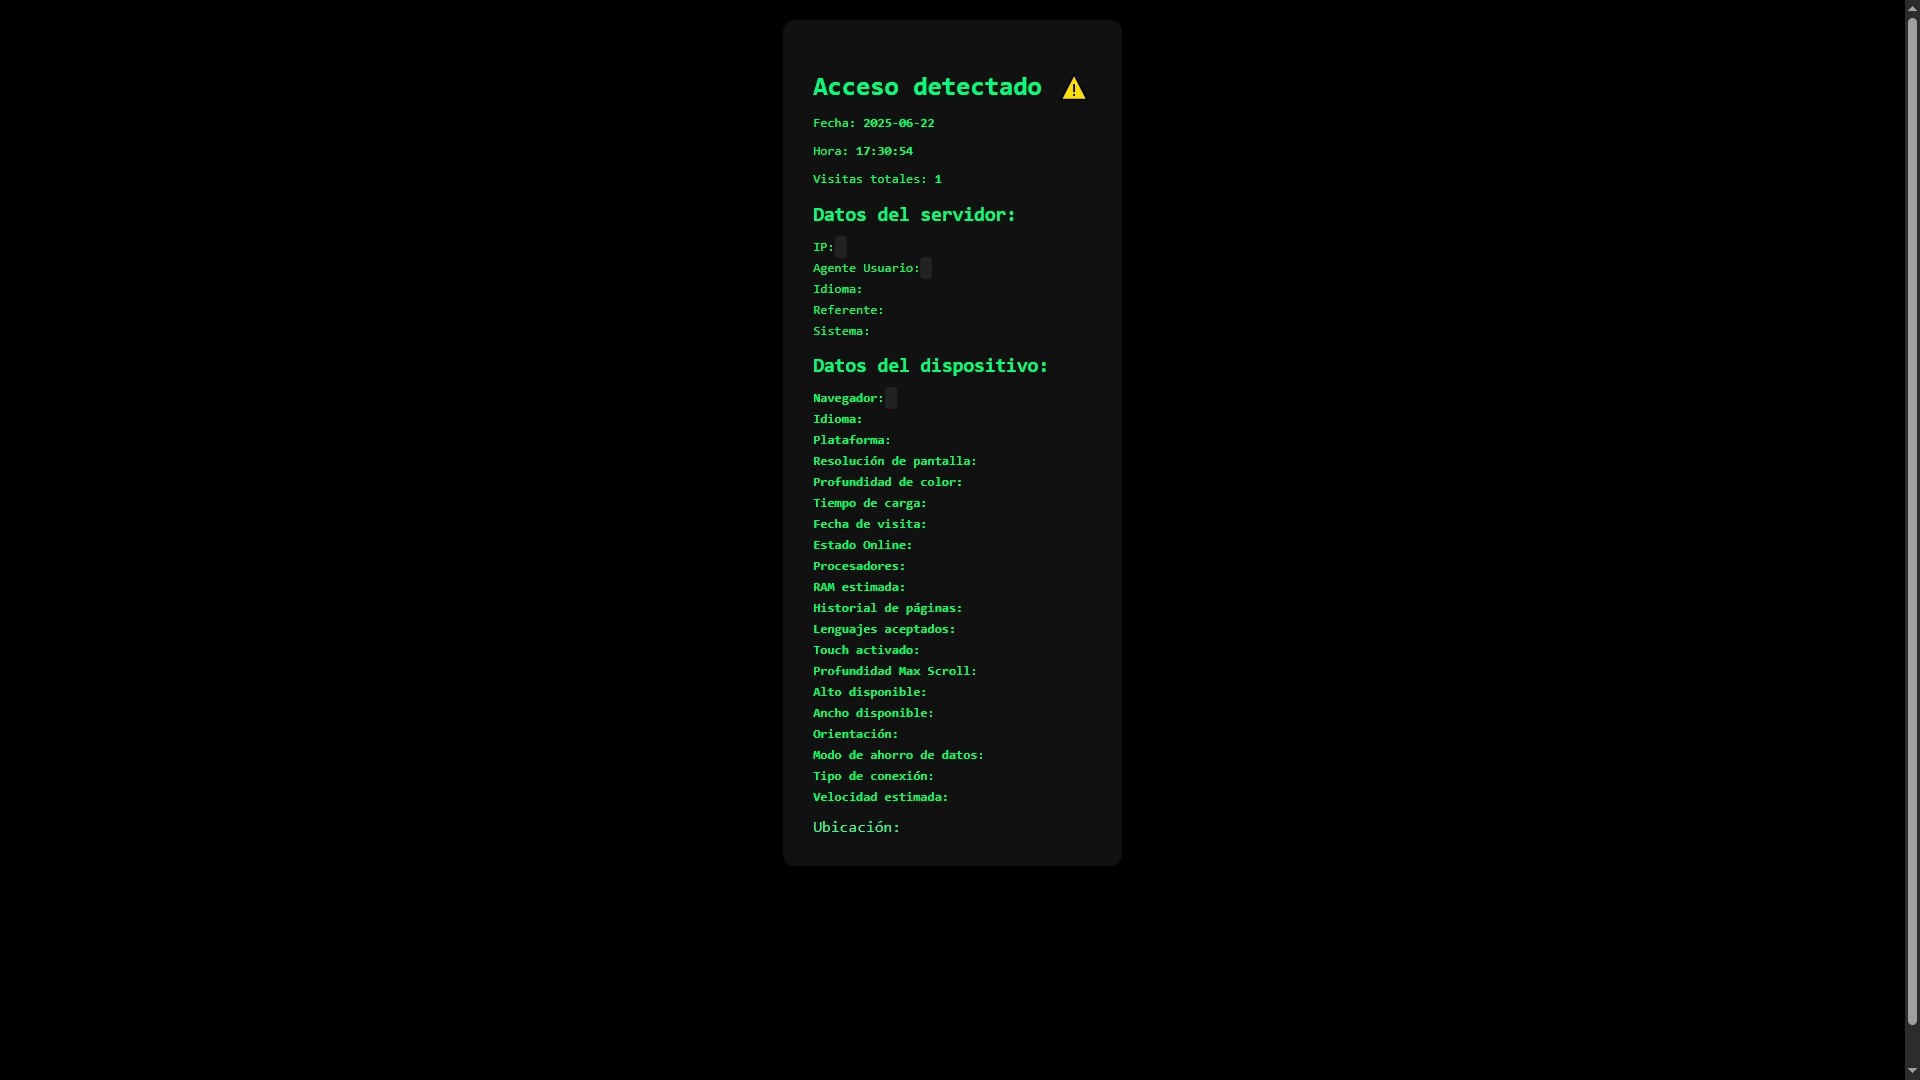 Acceso detectado ⚠️
Fecha: 2025-06-22
Hora: 17:30:54
Visitas totales: 1
Datos del servidor:
IP:
Agente Usuario:
Idioma:
Referente:
Sistema:
Datos del dispositivo:
Navegador:
Idioma:
Plataforma:
Resolución de pantalla:
Profundidad de color:
Tiempo de carga:
Fecha de visita:
Estado Online:
Procesadores:
RAM estimada:
Historial de páginas:
Lenguajes aceptados:
Touch activado:
Profundidad Max Scroll:
Alto disponible:
Ancho disponible:
Orientación:
Modo de ahorro de datos:
Tipo de conexión:
Velocidad estimada:
Ubicación: